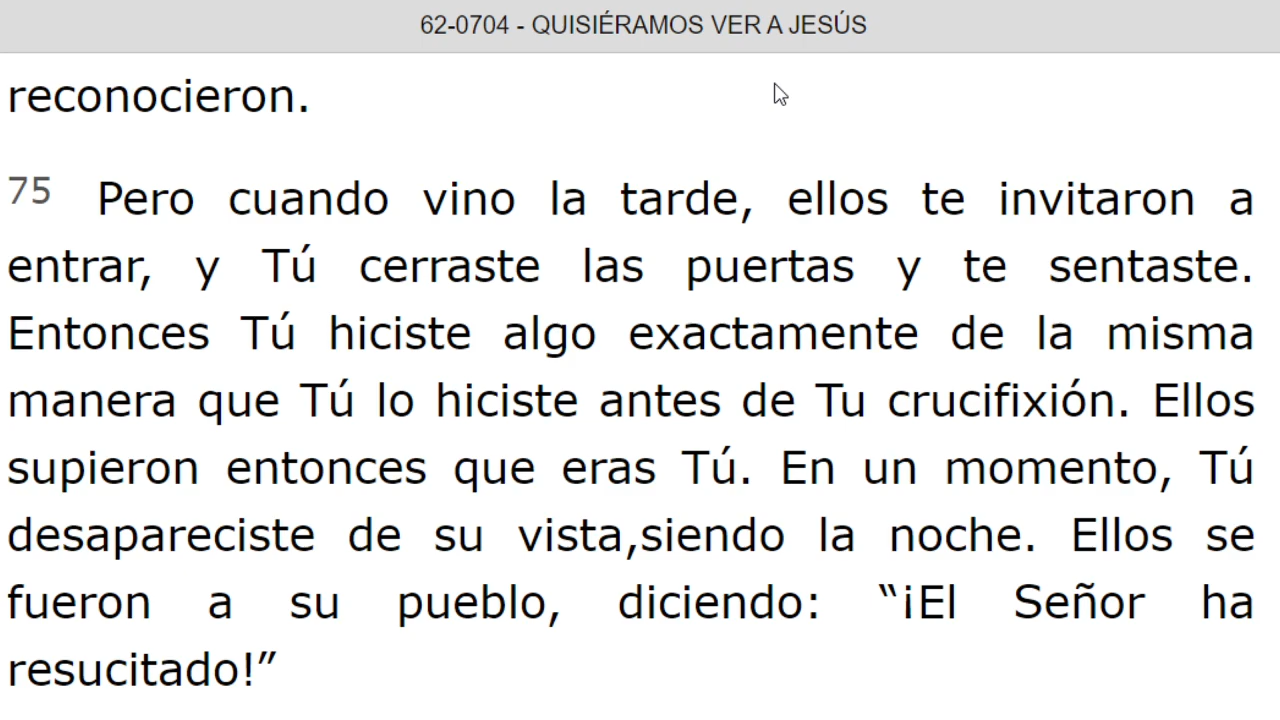 62-0704 - QUISIÉRAMOS VER A JESÚS
reconocieron.
75 Pero cuando vino la tarde, ellos te invitaron a
entrar, y Tú cerraste las puertas y te sentaste.
Entonces Tú hiciste algo exactamente de la misma
manera que Tú lo hiciste antes de Tu crucifixión. Ellos
supieron entonces que eras Tú. En un momento, Tú
desapareciste de su vista,siendo la noche. Ellos se
fueron a su pueblo, diciendo: “¡El Señor ha
resucitado!”